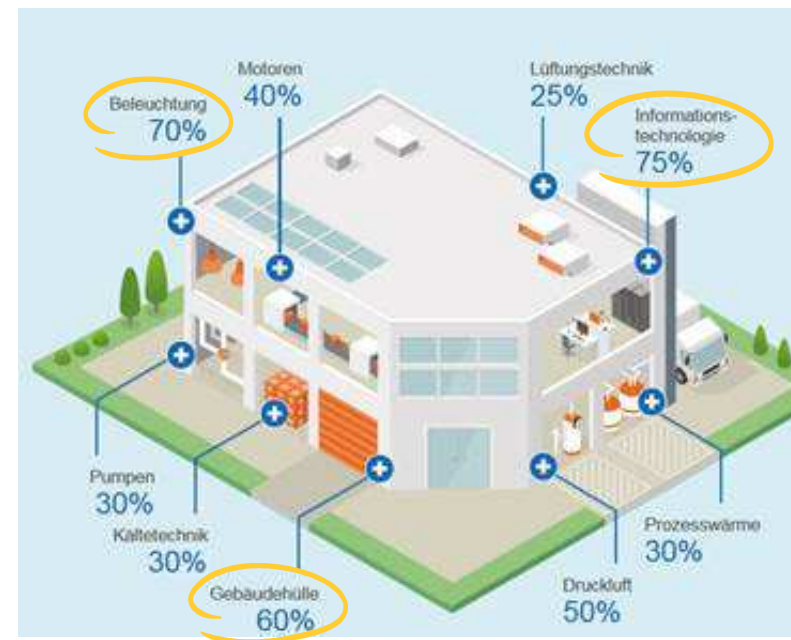 Motoren
40%
Lüftungstechnik
25%
Beleuchtung
70%
Informations-
technologie
75%
Pumpen
30%
Kältetechnik
30%
Gebäudehülle
60%
Prozesswärme
30%
Druckluft
50%